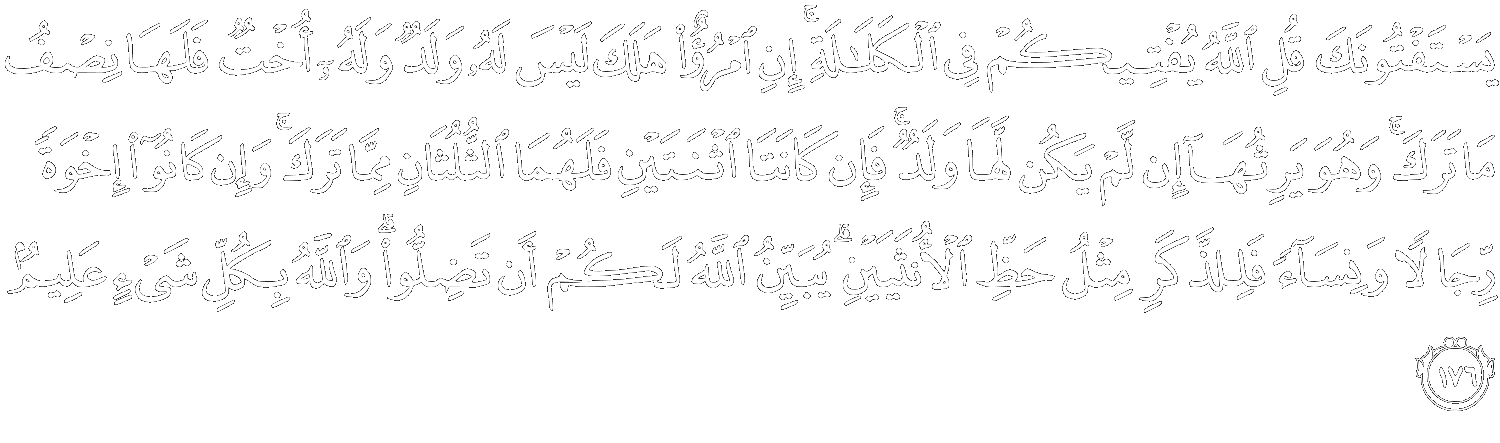 يَسْتَفْتُونَكَ قُلِ ٱللَّهُ يُفْتِيكُمْ فِى ٱلْكَلَـٰلَةِ ۚ إِنِ ٱمْرُؤٌا۟ هَلَكَ لَيْسَ لَهُۥ وَلَدٌ وَلَهُۥٓ أُخْتٌ فَلَهَا نِصْفُ
مَا تَرَكَ ۚ وَهُوَ يَرِثُهَآ إِن لَّمْ يَكُن لَّهَا وَلَدٌ ۚ فَإِن كَانَتَا ٱثْنَتَيْنِ فَلَهُمَا ٱلثُّلُثَانِ مِمَّا تَرَكَ ۚ وَإِن كَانُوٓا۟ إِخْوَةً
رِّجَالًا وَنِسَآءً فَلِلذَّكَرِ مِثْلُ حَظِّ ٱلْأُنثَيَيْنِ ۗ يُبَيِّنُ ٱللَّهُ لَكُمْ أَن تَضِلُّوا۟ ۗ وَٱللَّهُ بِكُلِّ شَىْءٍ عَلِيمٌۢ
١٧٦